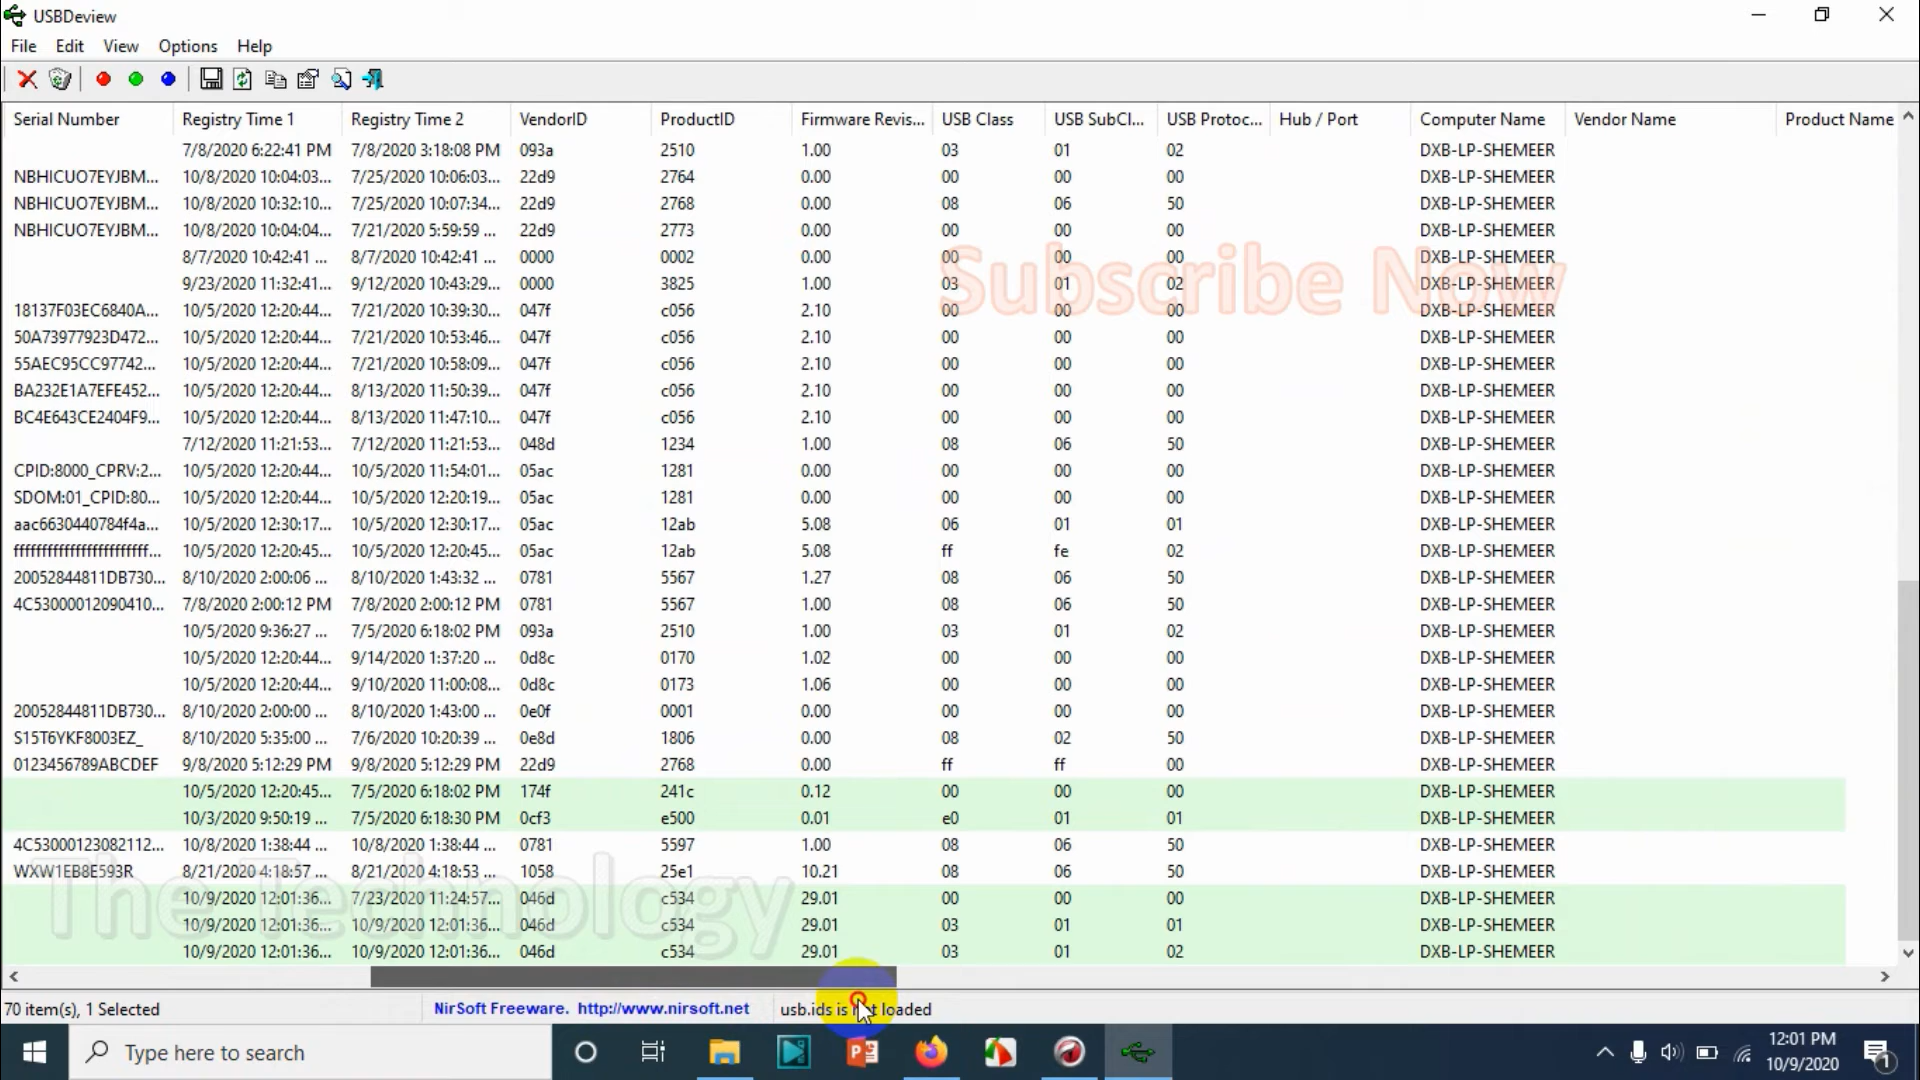 USBDeview
File Edit View Options Help
Serial Number Registry Time 1 Registry Time 2 VendorID ProductID Firmware Revis... USB Class USB SubCl... USB Protoc... Hub / Port Computer Name Vendor Name Product Name
7/8/2020 6:22:41 PM 7/8/2020 3:18:08 PM 093a 2510 1.00 03 01 02 DXB-LP-SHEMEER
NBHICUO7EYJBM... 10/8/2020 10:04:03... 7/25/2020 10:06:03... 22d9 2764 0.00 00 00 00 DXB-LP-SHEMEER
NBHICUO7EYJBM... 10/8/2020 10:32:10... 7/25/2020 10:07:34... 22d9 2768 0.00 08 06 50 DXB-LP-SHEMEER
NBHICUO7EYJBM... 10/8/2020 10:04:04... 7/21/2020 5:59:59 ... 22d9 2773 0.00 00 00 00 DXB-LP-SHEMEER
8/7/2020 10:42:41 ... 8/7/2020 10:42:41 ... 0000 0002 0.00 00 00 00 DXB-LP-SHEMEER
Subscribe Now
9/23/2020 11:32:41... 9/12/2020 10:43:29... 0000 3825 1.00 03 01 02 DXB-LP-SHEMEER
18137F03EC6840A... 10/5/2020 12:20:44... 7/21/2020 10:39:30... 047f c056 2.10 00 00 00 DXB-LP-SHEMEER
50A73977923D472... 10/5/2020 12:20:44... 7/21/2020 10:53:46... 047f c056 2.10 00 00 00 DXB-LP-SHEMEER
55AEC95CC97742... 10/5/2020 12:20:44... 7/21/2020 10:58:09... 047f c056 2.10 00 00 00 DXB-LP-SHEMEER
BA232E1A7EFE452... 10/5/2020 12:20:44... 8/13/2020 11:50:39... 047f c056 2.10 00 00 00 DXB-LP-SHEMEER
BC4E643CE2404F9... 10/5/2020 12:20:44... 8/13/2020 11:47:10... 047f c056 2.10 00 00 00 DXB-LP-SHEMEER
7/12/2020 11:21:53... 7/12/2020 11:21:53... 048d 1234 1.00 08 06 50 DXB-LP-SHEMEER
CPID:8000_CPRV:2... 10/5/2020 12:20:44... 10/5/2020 11:54:01... 05ac 1281 0.00 00 00 00 DXB-LP-SHEMEER
SDOM:01_CPID:80... 10/5/2020 12:20:44... 10/5/2020 12:20:19... 05ac 1281 0.00 00 00 00 DXB-LP-SHEMEER
aac6630440784f4a... 10/5/2020 12:30:17... 10/5/2020 12:30:17... 05ac 12ab 5.08 06 01 01 DXB-LP-SHEMEER
ffffffffffffffffffffffff... 10/5/2020 12:20:45... 10/5/2020 12:20:45... 05ac 12ab 5.08 ff fe 02 DXB-LP-SHEMEER
20052844811DB730... 8/10/2020 2:00:06 ... 8/10/2020 1:43:32 ... 0781 5567 1.27 08 06 50 DXB-LP-SHEMEER
4C53000012090410... 7/8/2020 2:00:12 PM 7/8/2020 2:00:12 PM 0781 5567 1.00 08 06 50 DXB-LP-SHEMEER
10/5/2020 9:36:27 ... 7/5/2020 6:18:02 PM 093a 2510 1.00 03 01 02 DXB-LP-SHEMEER
10/5/2020 12:20:44... 9/14/2020 1:37:20 ... 0d8c 0170 1.02 00 00 00 DXB-LP-SHEMEER
10/5/2020 12:20:44... 9/10/2020 11:00:08... 0d8c 0173 1.06 00 00 00 DXB-LP-SHEMEER
20052844811DB730... 8/10/2020 2:00:00 ... 8/10/2020 1:43:00 ... 0e0f 0001 0.00 00 00 00 DXB-LP-SHEMEER
S15T6YKF8003EZ_ 8/10/2020 5:35:00 ... 7/6/2020 10:20:39 ... 0e8d 1806 0.00 08 02 50 DXB-LP-SHEMEER
0123456789ABCDEF 9/8/2020 5:12:29 PM 9/8/2020 5:12:29 PM 22d9 2768 0.00 ff ff 00 DXB-LP-SHEMEER
10/5/2020 12:20:45... 7/5/2020 6:18:02 PM 174f 241c 0.12 00 00 00 DXB-LP-SHEMEER
10/3/2020 9:50:19 ... 7/5/2020 6:18:30 PM 0cf3 e500 0.01 e0 01 01 DXB-LP-SHEMEER
4C53000123082112... 10/8/2020 1:38:44 ... 10/8/2020 1:38:44 ... 0781 5597 1.00 08 06 50 DXB-LP-SHEMEER
WXW1EB8E593R 8/21/2020 4:18:57 ... 8/21/2020 4:18:53 ... 1058 25e1 10.21 08 06 50 DXB-LP-SHEMEER
The Technology
10/9/2020 12:01:36... 7/23/2020 11:24:57... 046d c534 29.01 00 00 00 DXB-LP-SHEMEER
10/9/2020 12:01:36... 10/9/2020 12:01:36... 046d c534 29.01 03 01 01 DXB-LP-SHEMEER
10/9/2020 12:01:36... 10/9/2020 12:01:36... 046d c534 29.01 03 01 02 DXB-LP-SHEMEER
70 item(s), 1 Selected NirSoft Freeware. http://www.nirsoft.net usb.ids is not loaded
Type here to search
12:01 PM
10/9/2020
1